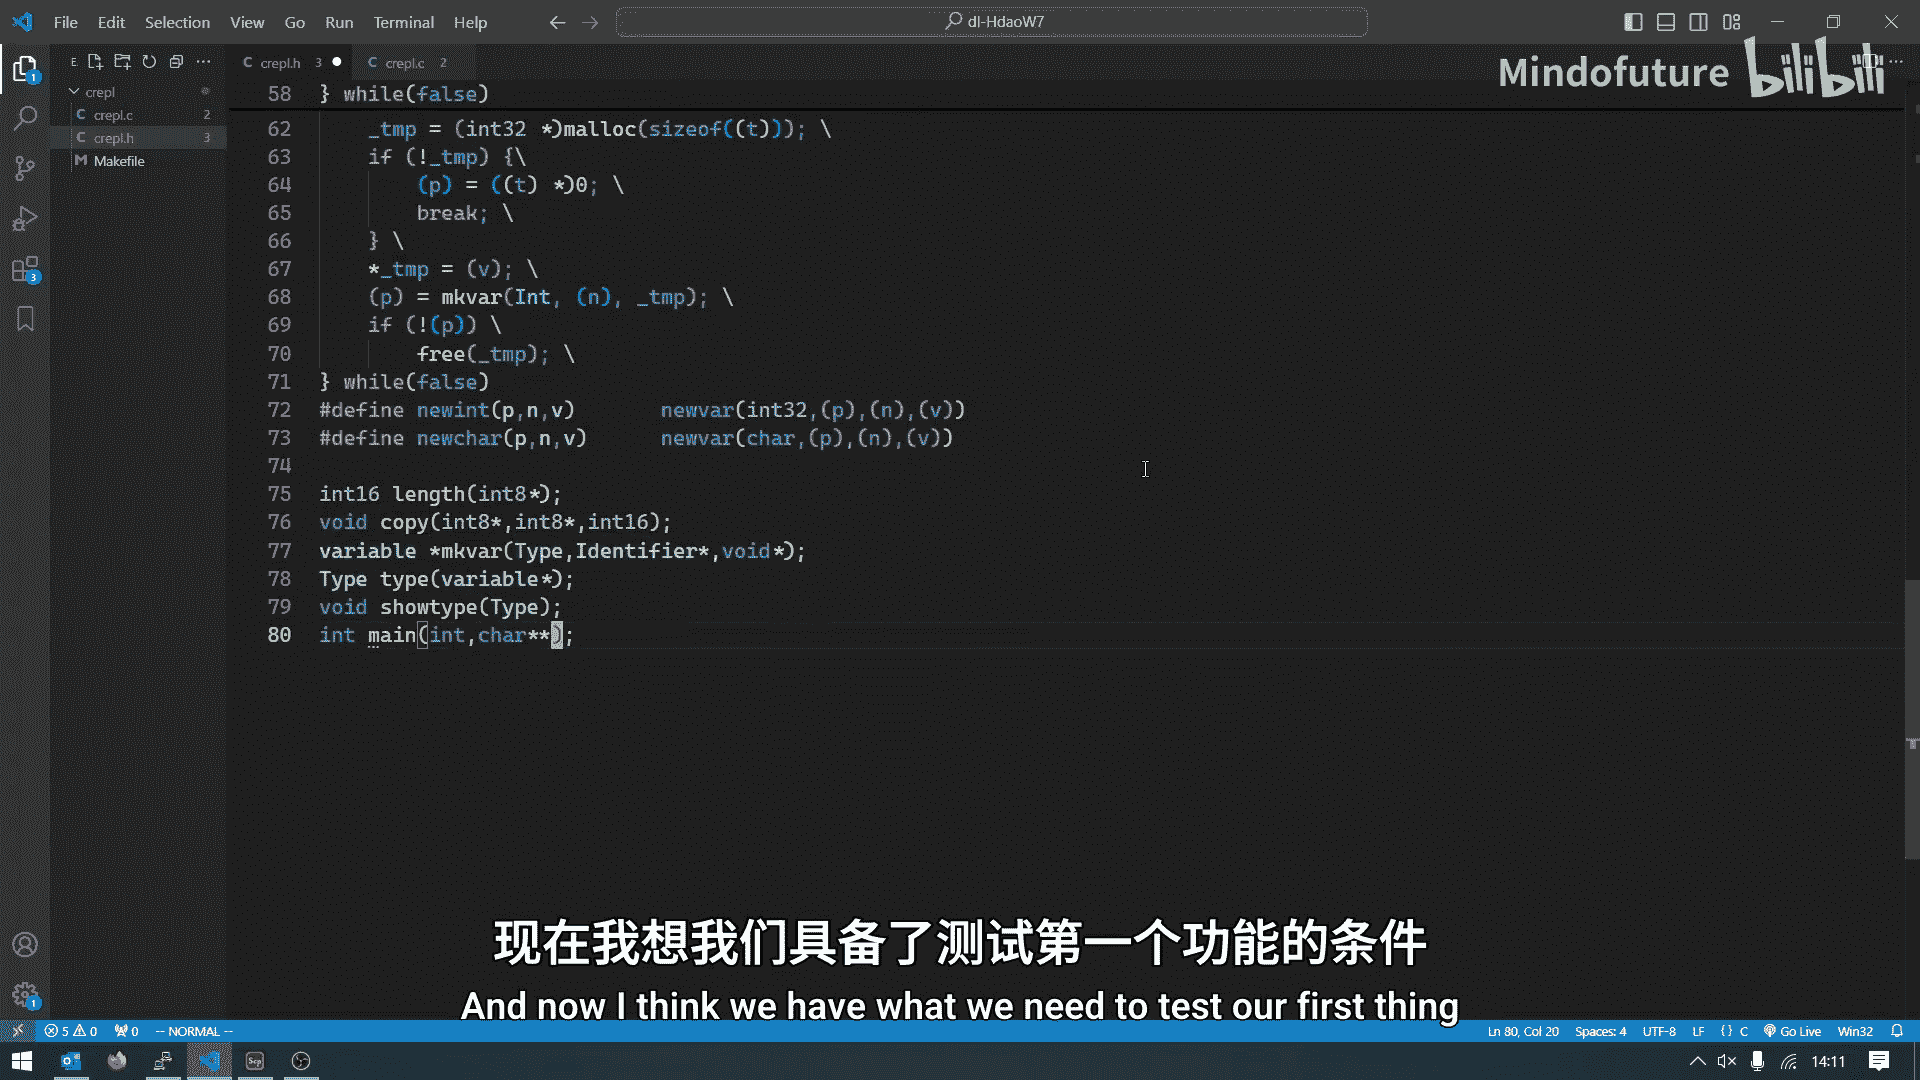 File Edit Selection View Go Run Terminal Help
dl-HdaoW7
Mindofuture bilibili
E
crepl
C crepl.c 2
C crepl.h 3
M Makefile
1
3
C crepl.h 3
C crepl.c 2
58 } while(false)
62 _tmp = (int32 *)malloc(sizeof((t))); \
63 if (!_tmp) {\
64 (p) = ((t) *)0; \
65 break; \
66 } \
67 *_tmp = (v); \
68 (p) = mkvar(Int, (n), _tmp); \
69 if (!(p)) \
70 free(_tmp); \
71 } while(false)
72 #define newint(p,n,v) newvar(int32,(p),(n),(v))
73 #define newchar(p,n,v) newvar(char,(p),(n),(v))
74
75 int16 length(int8*);
76 void copy(int8*,int8*,int16);
77 variable *mkvar(Type,Identifier*,void*);
78 Type type(variable*);
79 void showtype(Type);
80 int main(int,char**);
现在我想我们具备了测试第一个功能的条件
And now I think we have what we need to test our first thing
1
5 0 0 -- NORMAL -- Ln 80, Col 20 Spaces: 4 UTF-8 LF {} C Go Live Win32
Scp 14:11